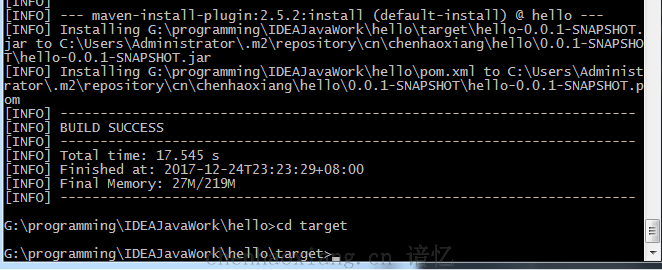 [INFO]
[INFO] --- maven-install-plugin:2.5.2:install (default-install) @ hello ---
[INFO] Installing G:\programming\IDEAJavaWork\hello\target\hello-0.0.1-SNAPSHOT.
jar to C:\Users\Administrator\.m2\repository\cn\chenhaoxiang\hello\0.0.1-SNAPSHO
T\hello-0.0.1-SNAPSHOT.jar
[INFO] Installing G:\programming\IDEAJavaWork\hello\pom.xml to C:\Users\Administ
rator\.m2\repository\cn\chenhaoxiang\hello\0.0.1-SNAPSHOT\hello-0.0.1-SNAPSHOT.p
om
[INFO] ------------------------------------------------------------------------
[INFO] BUILD SUCCESS
[INFO] ------------------------------------------------------------------------
[INFO] Total time: 17.545 s
[INFO] Finished at: 2017-12-24T23:23:29+08:00
[INFO] Final Memory: 27M/219M
[INFO] ------------------------------------------------------------------------
G:\programming\IDEAJavaWork\hello>cd target
G:\programming\IDEAJavaWork\hello\target>
chenhaoxiang.cn 谙忆